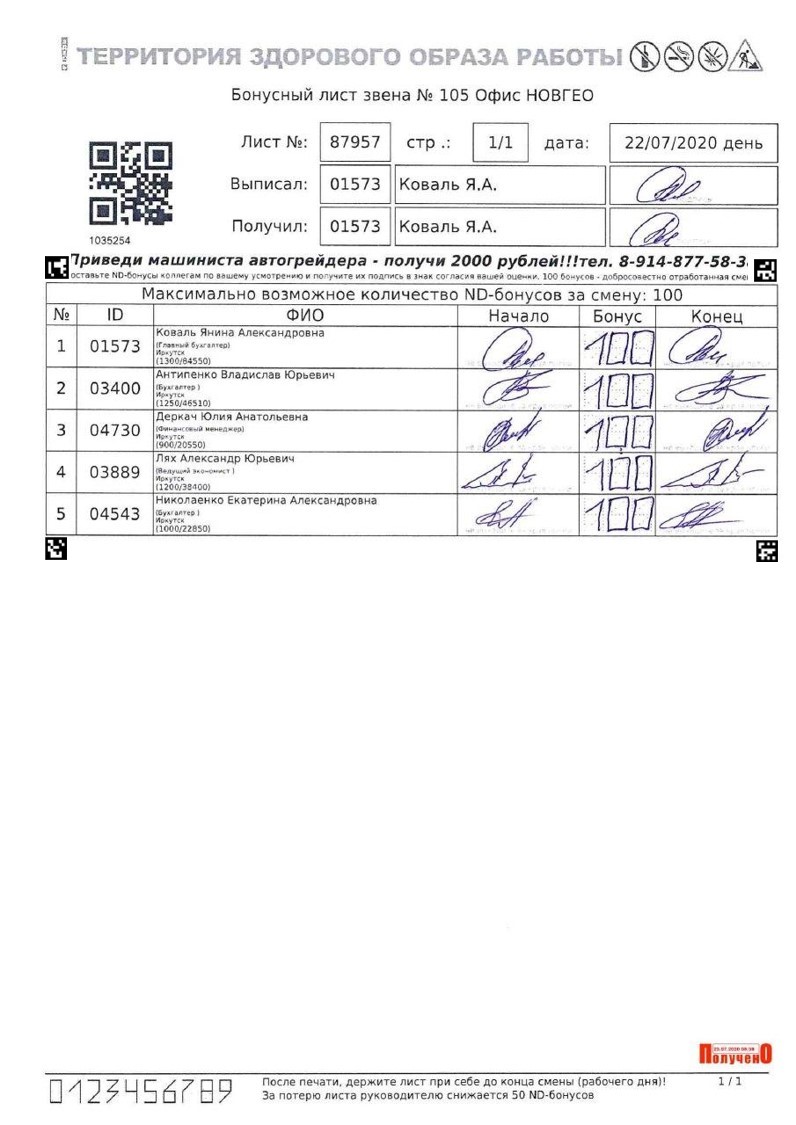 ТЕРРИТОРИЯ ЗДОРОВОГО ОБРАЗА РАБОТЫ
Бонусный лист звена № 105 Офис НОВГЕО
Лист №: 87957 стр .: 1/1 дата: 22/07/2020 день
Выписал: 01573 Коваль Я.А.
Получил: 01573 Коваль Я.А.
1035254
Приведи машиниста автогрейдера - получи 2000 рублей!!!тел. 8-914-877-58-3
оставьте ND-бонусы коллегам по вашему усмотрению и получите их подпись в знак согласия вашей оценки. 100 бонусов - добросовестно отработанная сме
Максимально возможное количество ND-бонусов за смену: 100
№ ID ФИО Начало Бонус Конец
1 01573 Коваль Янина Александровна 100
(Главный бухгалтер)
Иркутск
(1300/84550)
2 03400 Антипенко Владислав Юрьевич 100
(Бухгалтер )
Иркутск
(1250/46510)
3 04730 Деркач Юлия Анатольевна 100
(Финансовый менеджер)
Иркутск
(900/20550)
4 03889 Лях Александр Юрьевич 100
(Ведущий экономист )
Иркутск
(1200/38400)
5 04543 Николаенко Екатерина Александровна 100
(Бухгалтер )
Иркутск
(1000/22850)
ПолученО
0123456789
После печати, держите лист при себе до конца смены (рабочего дня)! 1 / 1
За потерю листа руководителю снижается 50 ND-бонусов